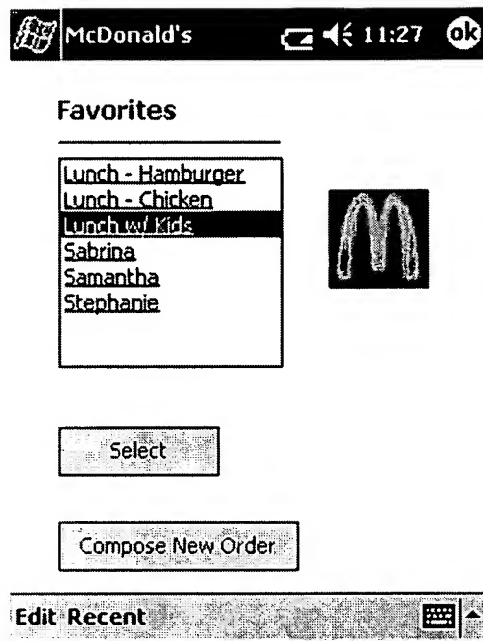 McDonald's 11:27 ok
Favorites
Lunch - Hamburger
Lunch - Chicken
Lunch w/ Kids
Sabrina
Samantha
Stephanie
Select
Compose New Order
Edit Recent